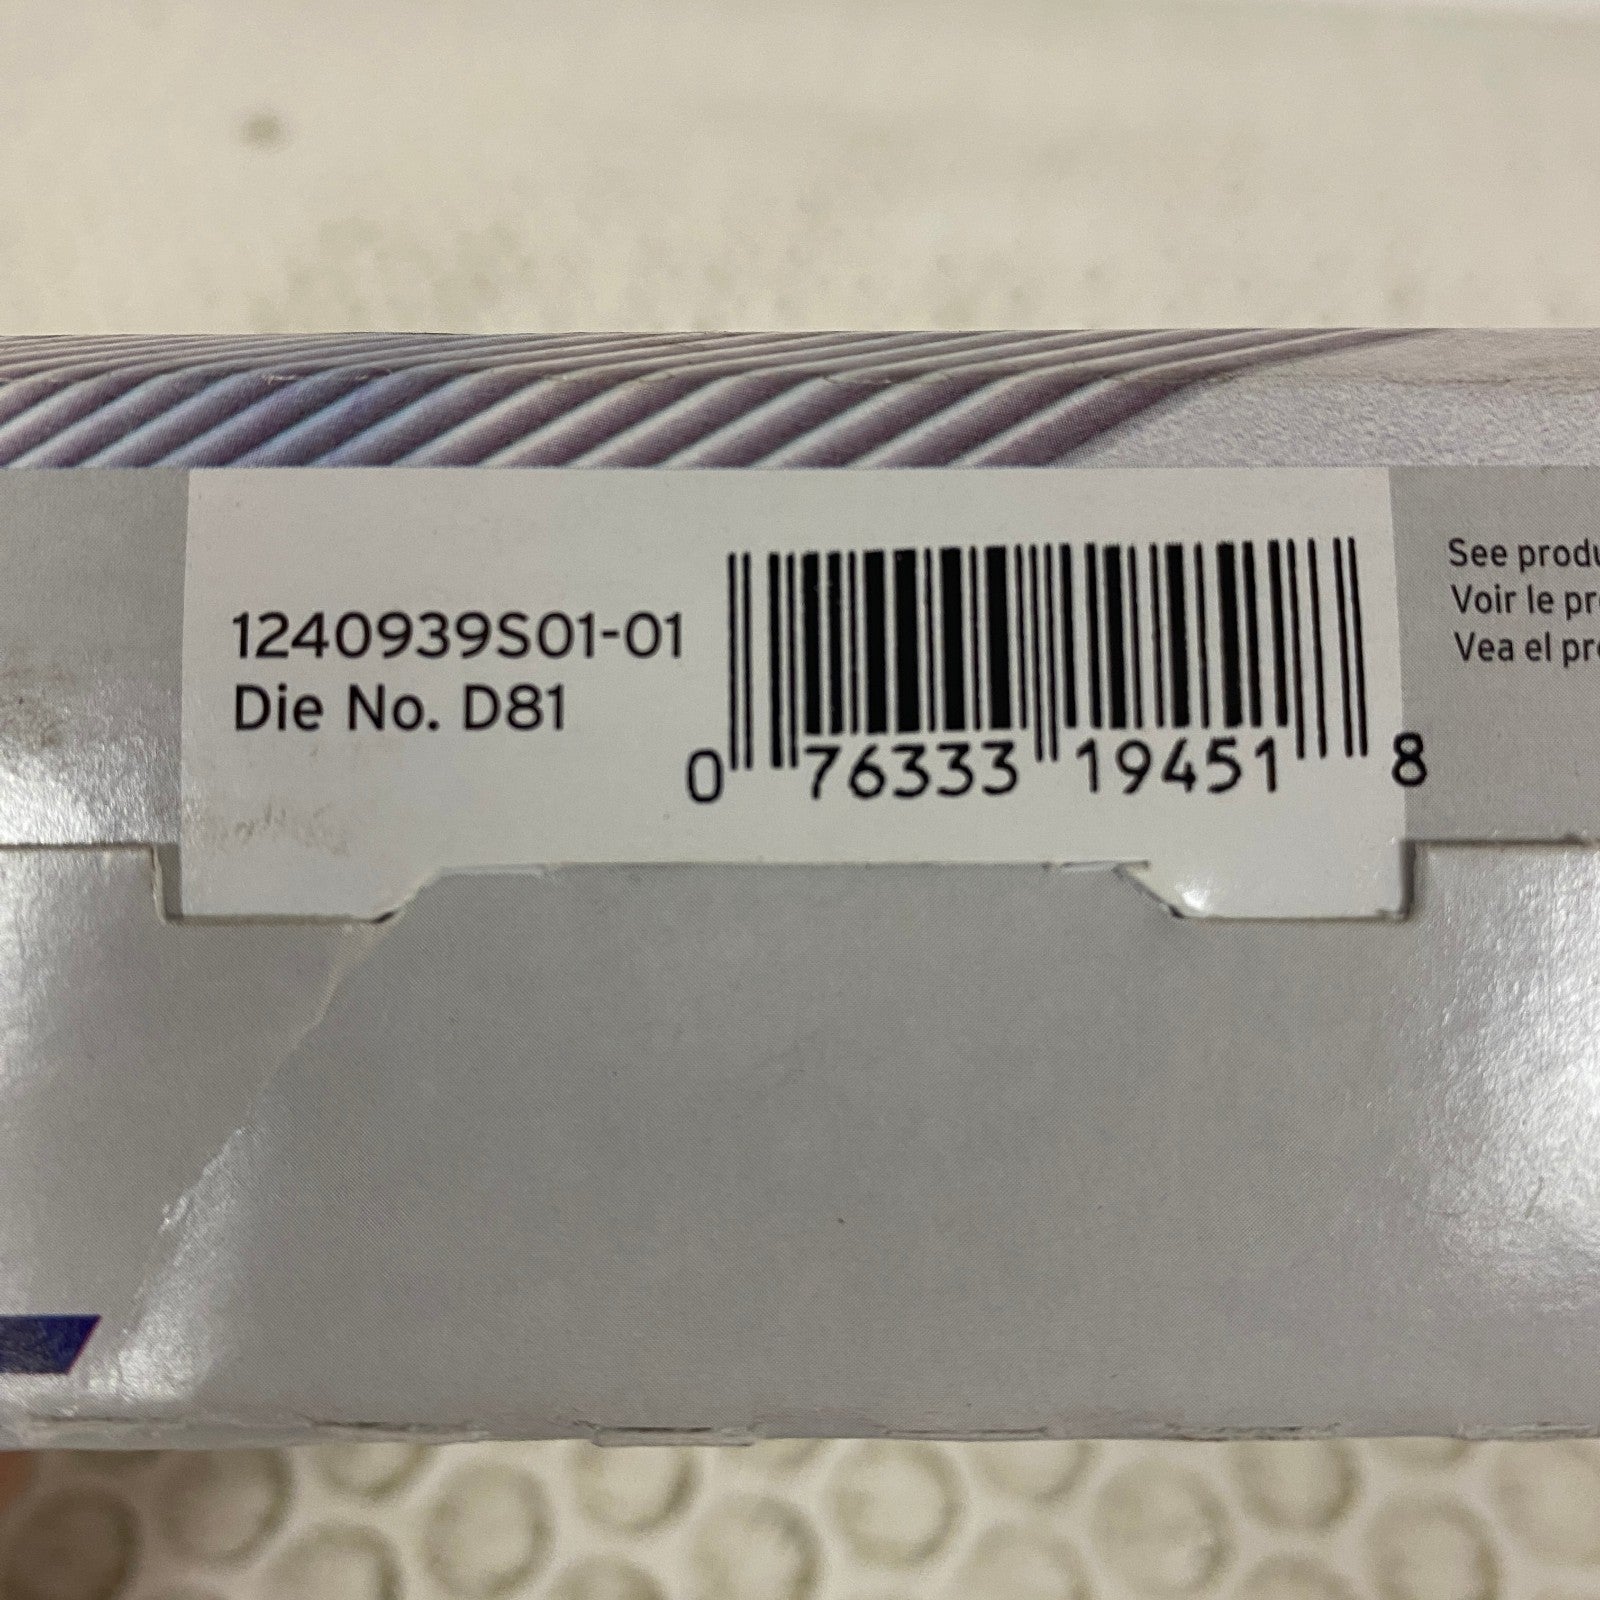 1240939S01-01
Die No. D81
0 76333 19451 8
See produ
Voir le pr
Vea el pr